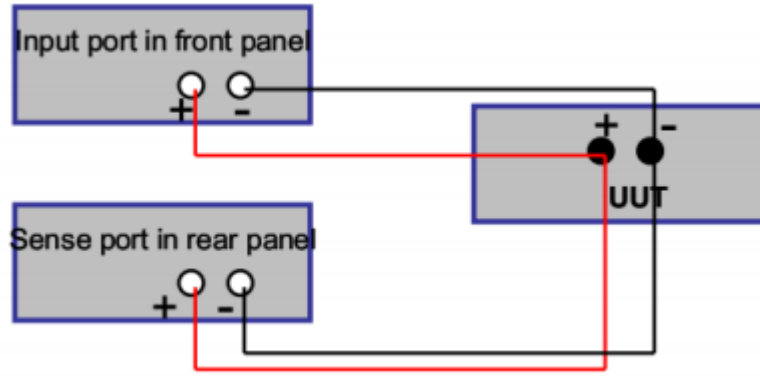 Input port in front panel
+ -
+ -
UUT
Sense port in rear panel
+ -